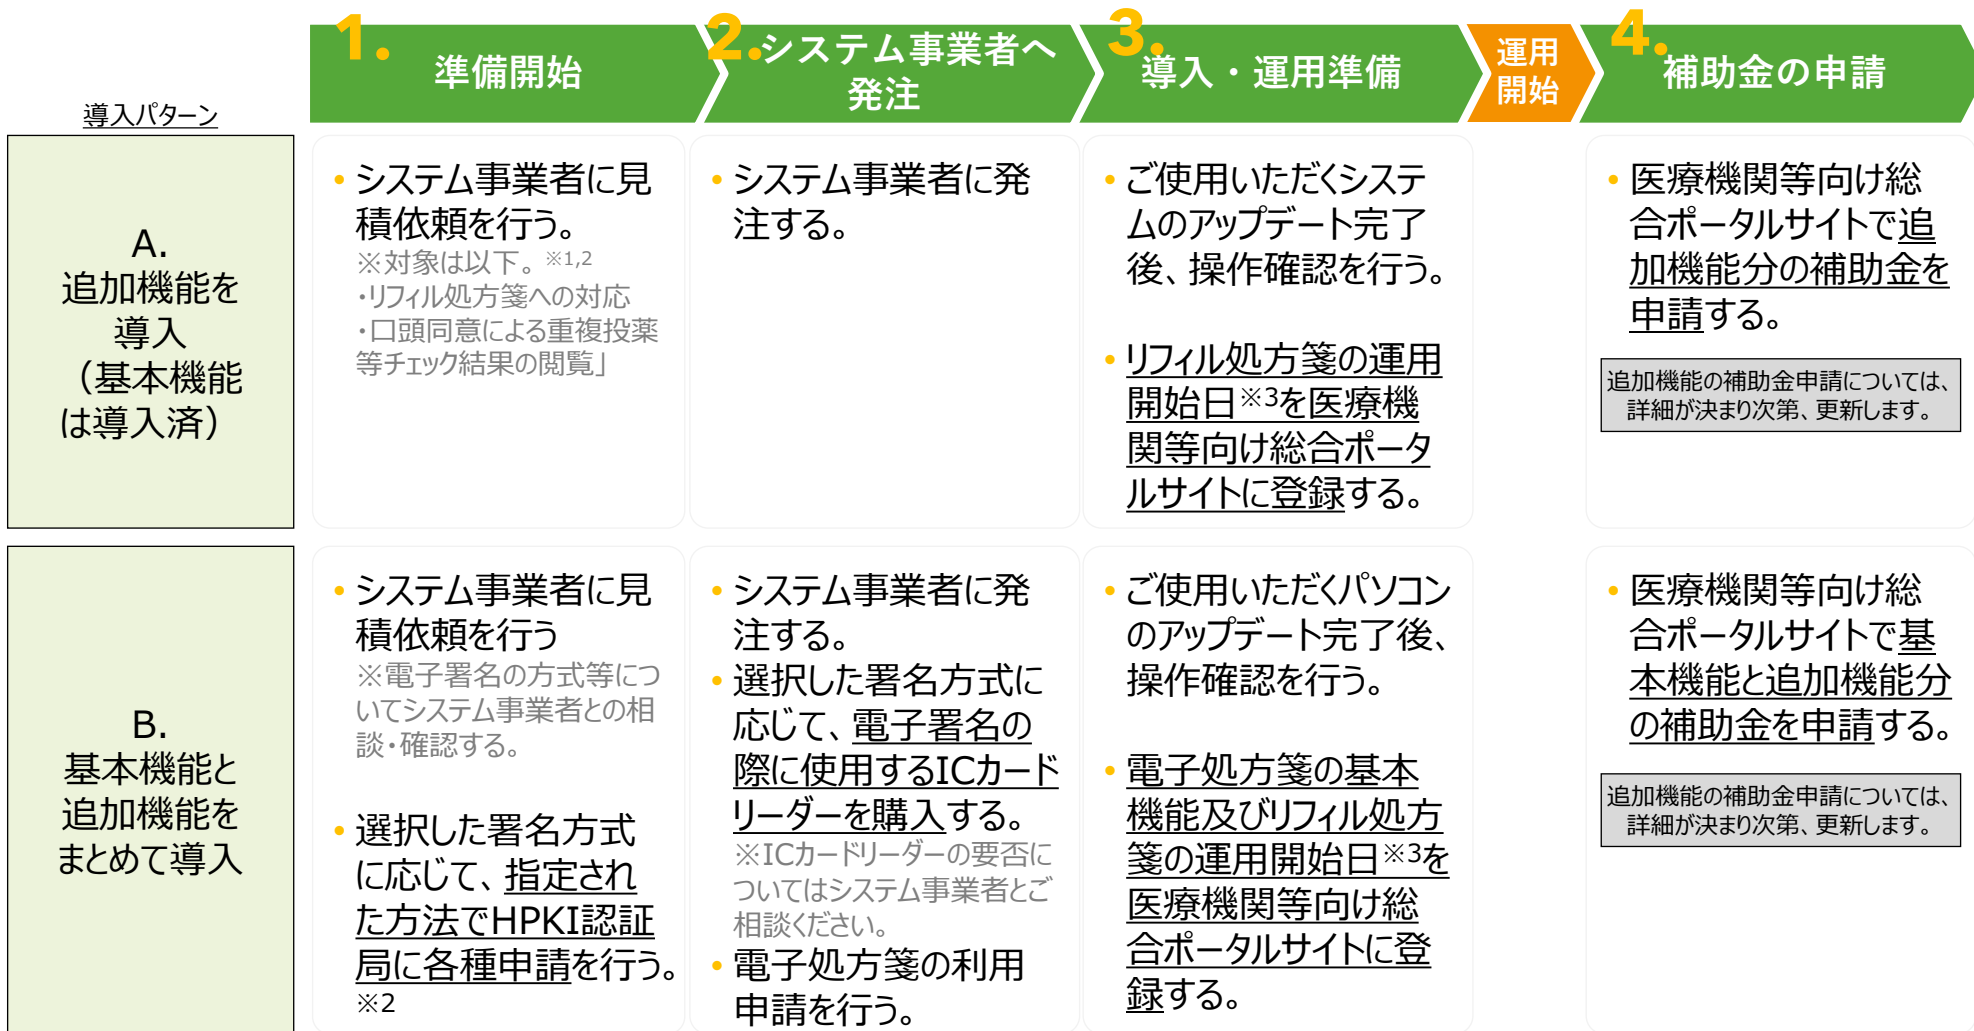 1.
準備開始
2.
システム事業者へ
発注
3.
導入・運用準備
運用
開始
4.
補助金の申請
導入パターン
A.
追加機能を
導入
（基本機能
は導入済）
• システム事業者に見
積依頼を行う。
※対象は以下。※1,2
・リフィル処方箋への対応
・口頭同意による重複投薬
等チェック結果の閲覧」
• システム事業者に発
注する。
• ご使用いただくシステ
ムのアップデート完了
後、操作確認を行う。
• リフィル処方箋の運用
開始日※3を医療機
関等向け総合ポータ
ルサイトに登録する。
• 医療機関等向け総
合ポータルサイトで追
加機能分の補助金を
申請する。
追加機能の補助金申請については、
詳細が決まり次第、更新します。
B.
基本機能と
追加機能を
まとめて導入
• システム事業者に見
積依頼を行う
※電子署名の方式等につ
いてシステム事業者との相
談・確認する。
• 選択した署名方式
に応じて、指定され
た方法でHPKI認証
局に各種申請を行う。
※2
• システム事業者に発
注する。
• 選択した署名方式に
応じて、電子署名の
際に使用するICカード
リーダーを購入する。
※ICカードリーダーの要否に
ついてはシステム事業者とご
相談ください。
• 電子処方箋の利用
申請を行う。
• ご使用いただくパソコン
のアップデート完了後、
操作確認を行う。
• 電子処方箋の基本
機能及びリフィル処方
箋の運用開始日※3を
医療機関等向け総
合ポータルサイトに登
録する。
• 医療機関等向け総
合ポータルサイトで基
本機能と追加機能分
の補助金を申請する。
追加機能の補助金申請については、
詳細が決まり次第、更新します。